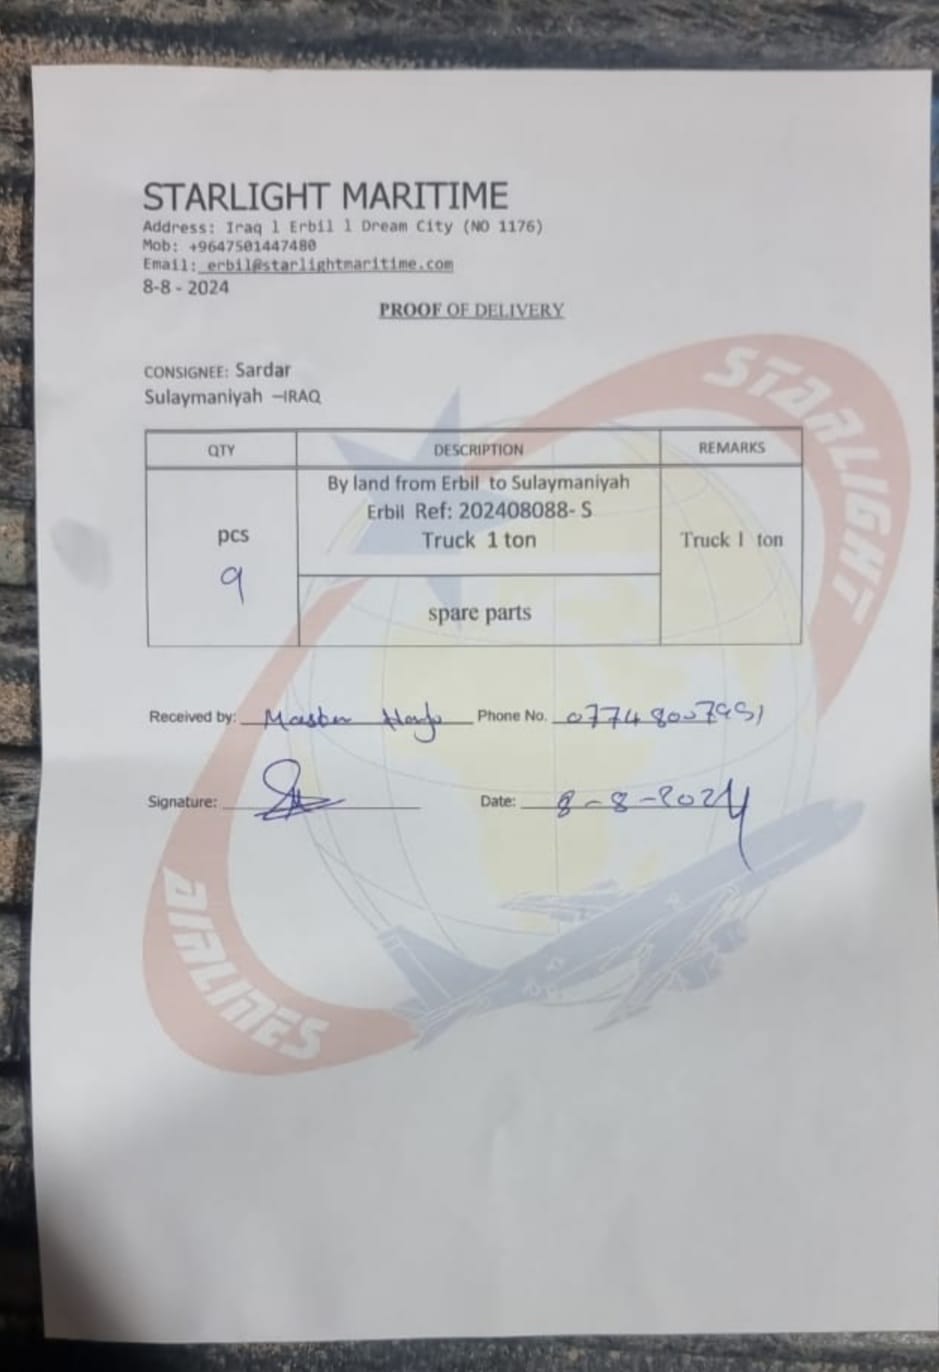 STARLIGHT MARITIME
Address: Iraq l Erbil l Dream City (NO 1176)
Mob: +9647501447480
Email: erbil@starlightmaritime.com
8-8 - 2024
PROOF OF DELIVERY
CONSIGNEE: Sardar
Sulaymaniyah –IRAQ
QTY DESCRIPTION REMARKS
By land from Erbil to Sulaymaniyah
Erbil Ref: 202408088- S
pcs Truck 1 ton Truck 1 ton
9
spare parts
Received by: Master Phone No.
Signature: Date: 8-8-2024
STARLIGHT
AIRLINES